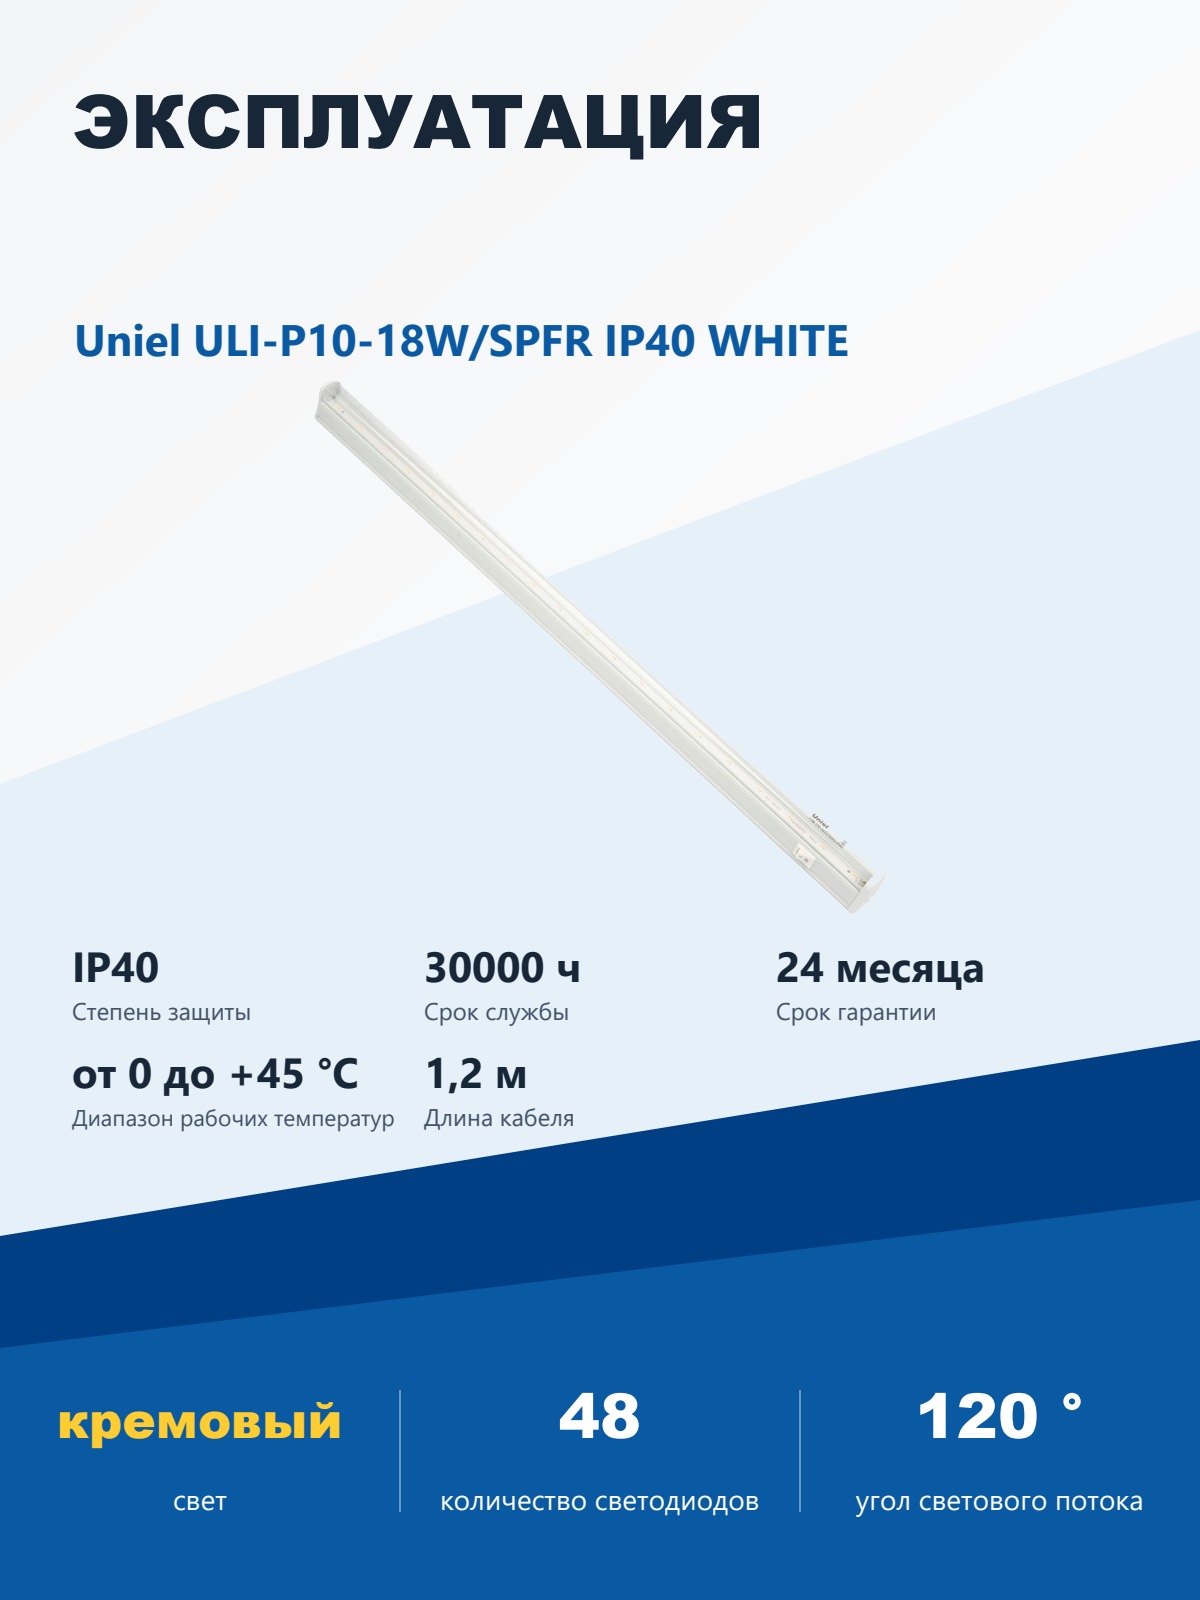 ЭКСПЛУАТАЦИЯ
Uniel ULI-P10-18W/SPFR IP40 WHITE
Uniel
IP40
Степень защиты
30000 ч
Срок службы
24 месяца
Срок гарантии
от 0 до +45 °C
Диапазон рабочих температур
1,2 м
Длина кабеля
кремовый
свет
48
количество светодиодов
120 °
угол светового потока